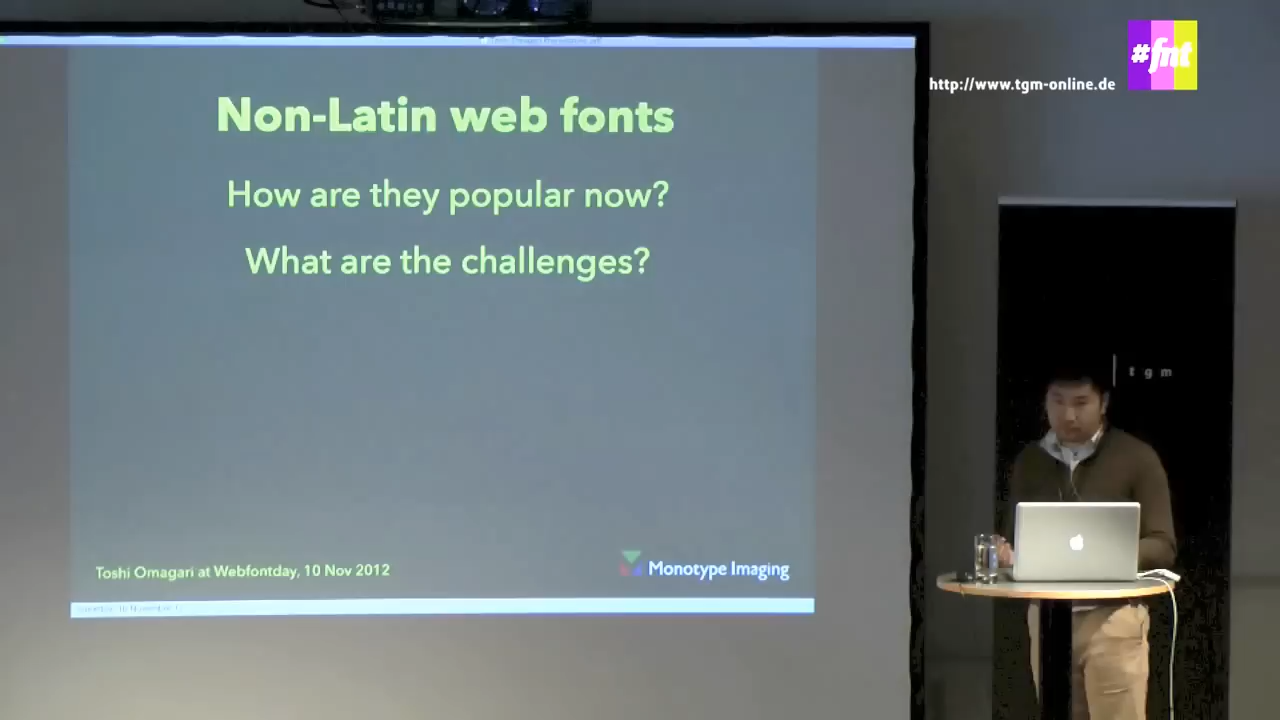 #fnt
http://www.tgm-online.de
Non-Latin web fonts
How are they popular now?
What are the challenges?
Toshi Omagari at Webfontday, 10 Nov 2012
Monotype Imaging
tgm